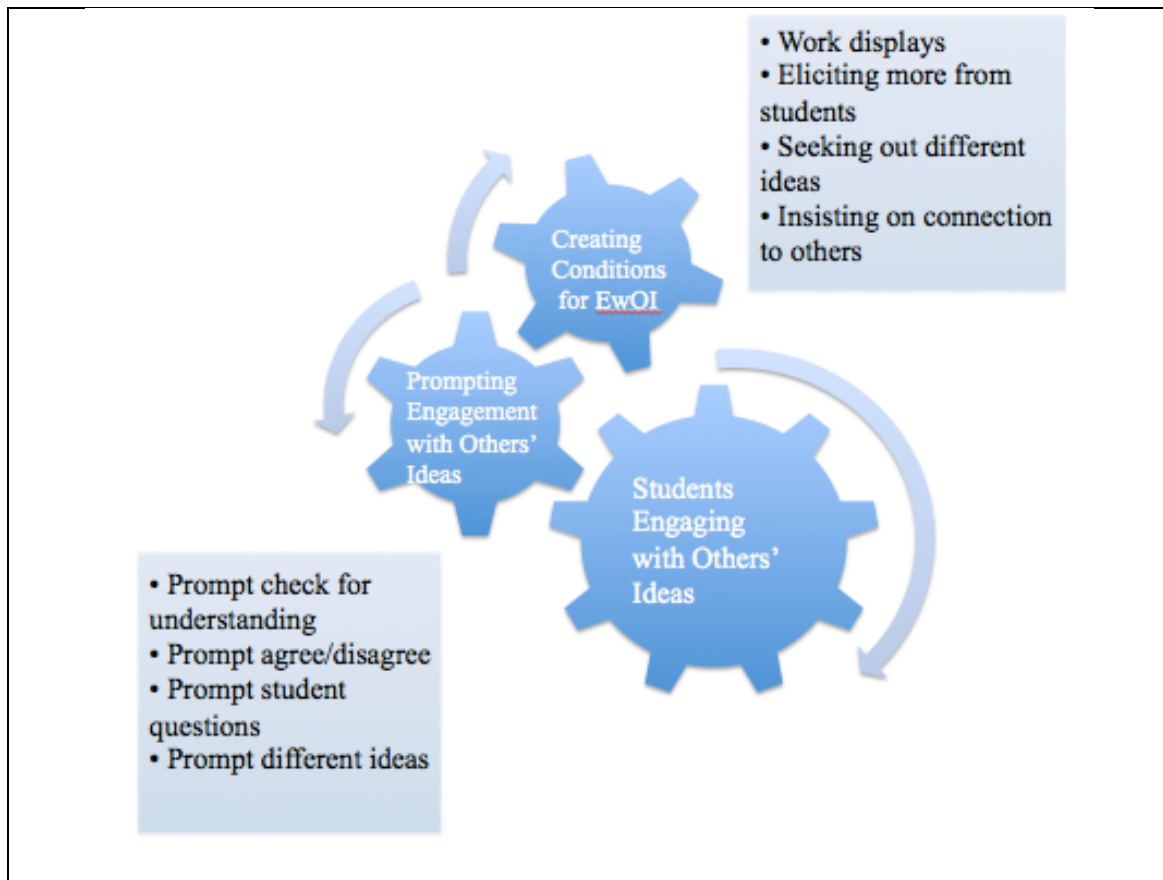 • Work displays
• Eliciting more from
students
• Seeking out different
ideas
• Insisting on connection
to others
Creating
Conditions
for EwOI
Prompting
Engagement
with Others’
Ideas
Students
Engaging
with Others’
Ideas
• Prompt check for
understanding
• Prompt agree/disagree
• Prompt student
questions
• Prompt different ideas